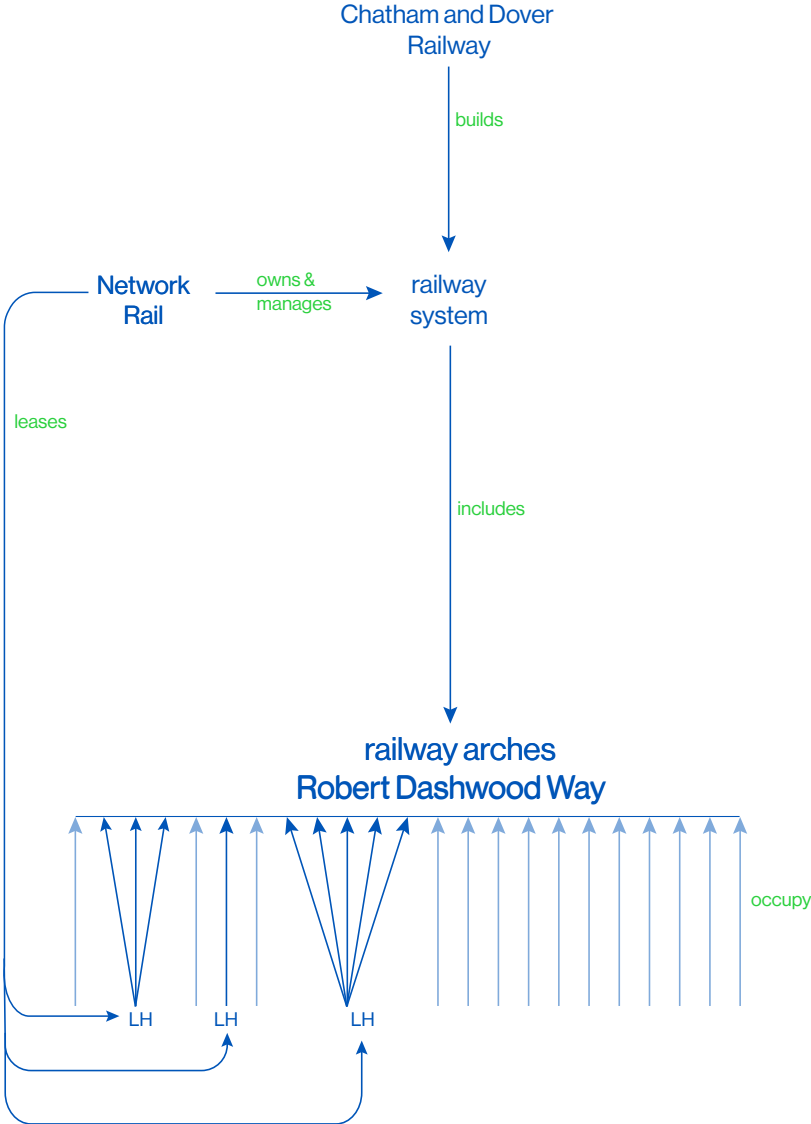 Chatham and Dover
Railway
builds
Network
Rail
owns &
manages
railway
system
leases
includes
railway arches
Robert Dashwood Way
occupy
LH
LH
LH